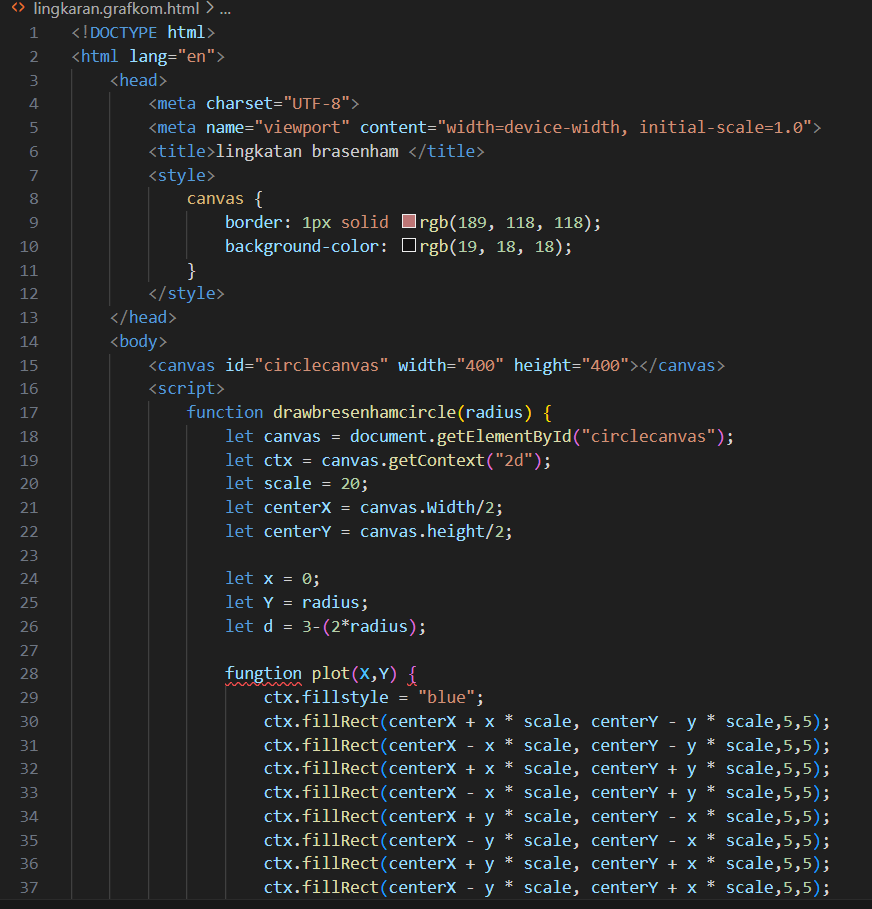 <> lingkaran.grafkom.html > ...
1 <!DOCTYPE html>
2 <html lang="en">
3     <head>
4         <meta charset="UTF-8">
5         <meta name="viewport" content="width=device-width, initial-scale=1.0">
6         <title>lingkatan brasenham </title>
7         <style>
8             canvas {
9                 border: 1px solid rgb(189, 118, 118);
10                 background-color: rgb(19, 18, 18);
11             }
12         </style>
13     </head>
14     <body>
15         <canvas id="circlecanvas" width="400" height="400"></canvas>
16         <script>
17             function drawbresenhamcircle(radius) {
18                 let canvas = document.getElementById("circlecanvas");
19                 let ctx = canvas.getContext("2d");
20                 let scale = 20;
21                 let centerX = canvas.Width/2;
22                 let centerY = canvas.height/2;
23
24                 let x = 0;
25                 let Y = radius;
26                 let d = 3-(2*radius);
27
28                 fungtion plot(X,Y) {
29                     ctx.fillstyle = "blue";
30                     ctx.fillRect(centerX + x * scale, centerY - y * scale,5,5);
31                     ctx.fillRect(centerX - x * scale, centerY - y * scale,5,5);
32                     ctx.fillRect(centerX + x * scale, centerY + y * scale,5,5);
33                     ctx.fillRect(centerX - x * scale, centerY + y * scale,5,5);
34                     ctx.fillRect(centerX + y * scale, centerY - x * scale,5,5);
35                     ctx.fillRect(centerX - y * scale, centerY - x * scale,5,5);
36                     ctx.fillRect(centerX + y * scale, centerY + x * scale,5,5);
37                     ctx.fillRect(centerX - y * scale, centerY + x * scale,5,5);